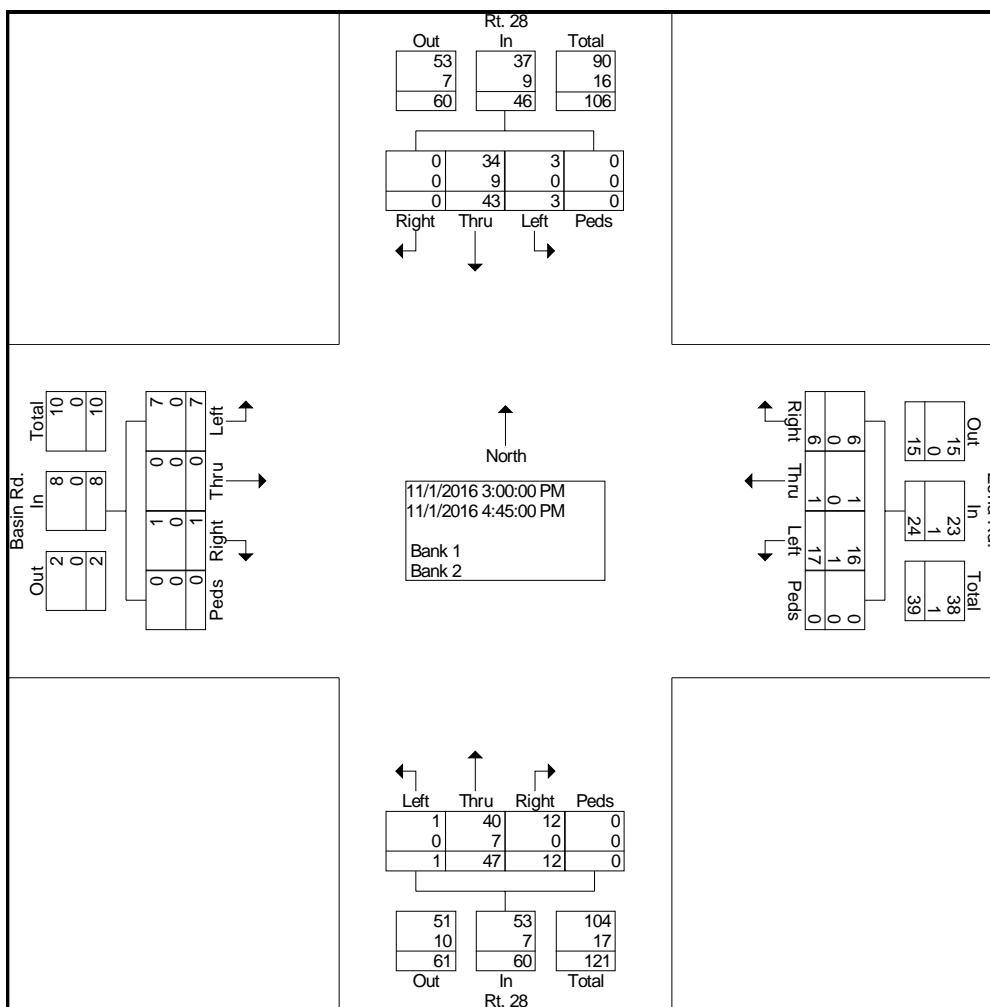 Rt. 28
Out In Total
53 37 90
7 9 16
60 46 106
0 34 3 0
0 9 0 0
0 43 3 0
Right Thru Left Peds
Basin Rd.
Total In Out
10 8 2
0 0 0
10 8 2
7 0 1 0
0 0 0 0
7 0 1 0
Left Thru Right Peds
North
11/1/2016 3:00:00 PM
11/1/2016 4:45:00 PM
Bank 1
Bank 2
Out In Total
15 23 38
0 1 1
15 24 39
6 1 16 0
0 0 1 0
6 1 17 0
Right Thru Left Peds
Left Thru Right Peds
1 40 12 0
0 7 0 0
1 47 12 0
51 53 104
10 7 17
61 60 121
Out In Total
Rt. 28